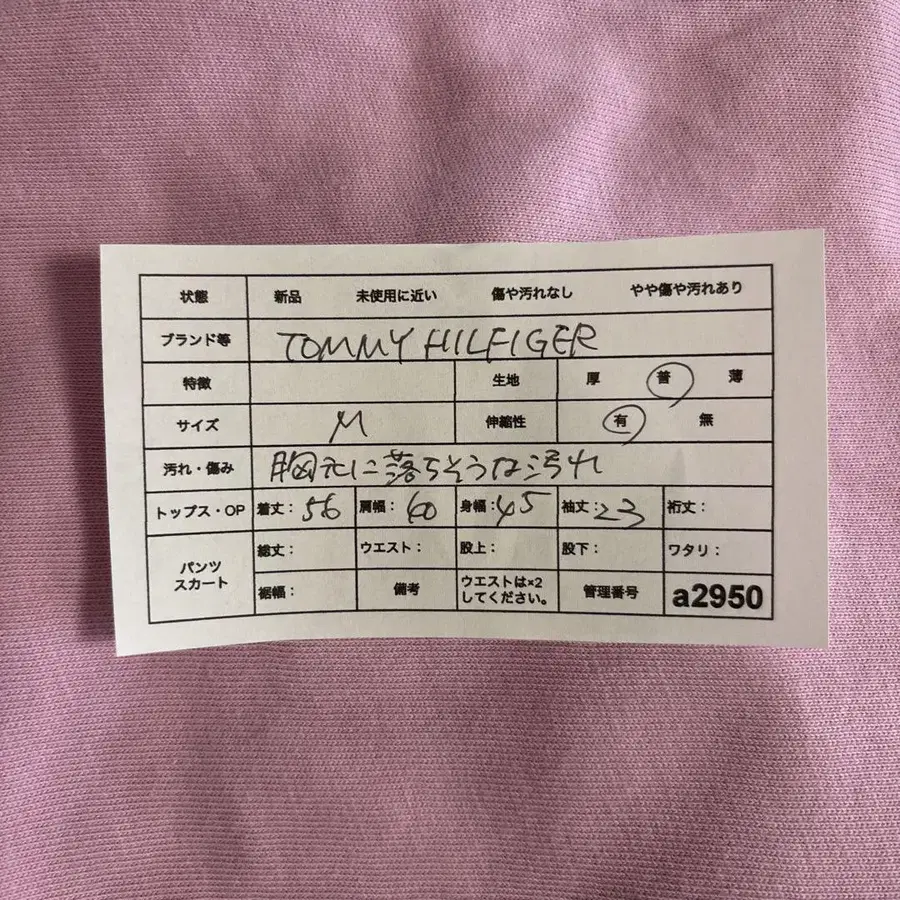 状態 新品 未使用に近い 傷や汚れなし やや傷や汚れあり
ブランド等 TOMMY HILFIGER
特徴 生地 厚 普 薄
サイズ M 伸縮性 有 無
汚れ・傷み 胸元に落ちそうな汚れ
トップス・OP 着丈: 56 肩幅: 60 身幅: 45 袖丈: 23 裄丈:
パンツ スカート 総丈: ウエスト: 股上: 股下: ワタリ:
裾幅: 備考 ウエストは×2 してください。 管理番号 a2950